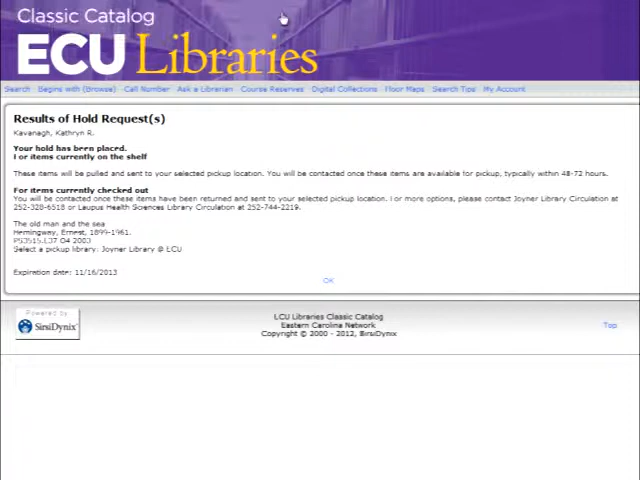 Classic Catalog
ECU Libraries
Search Begins with (Browse) Call Number Ask a Librarian Course Reserves Digital Collections Floor Maps Search Tips My Account
Results of Hold Request(s)
Kavanagh, Kathryn R.
Your hold has been placed.
For items currently on the shelf
These items will be pulled and sent to your selected pickup location. You will be contacted once these items are available for pickup, typically within 48-72 hours.
For items currently checked out
You will be contacted once these items have been returned and sent to your selected pickup location. For more options, please contact Joyner Library Circulation at
252-328-6518 or Laupus Health Sciences Library Circulation at 252-744-2219.
The old man and the sea
Hemingway, Ernest, 1899-1961.
PS3515.E37 O4 2003
Select a pickup library: Joyner Library @ ECU
Expiration date: 11/16/2013
OK
Powered by
SirsiDynix
ECU Libraries Classic Catalog
Eastern Carolina Network
Copyright © 2000 - 2012, SirsiDynix
Top